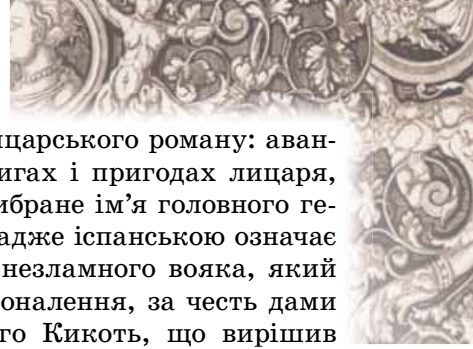 ицарського роману: аван-
игах і пригодах лицаря,
ибране ім'я головного ге-
адже іспанською означає
незламного вояка, який
оналення, за честь дами
го Кикоть, що вирішив